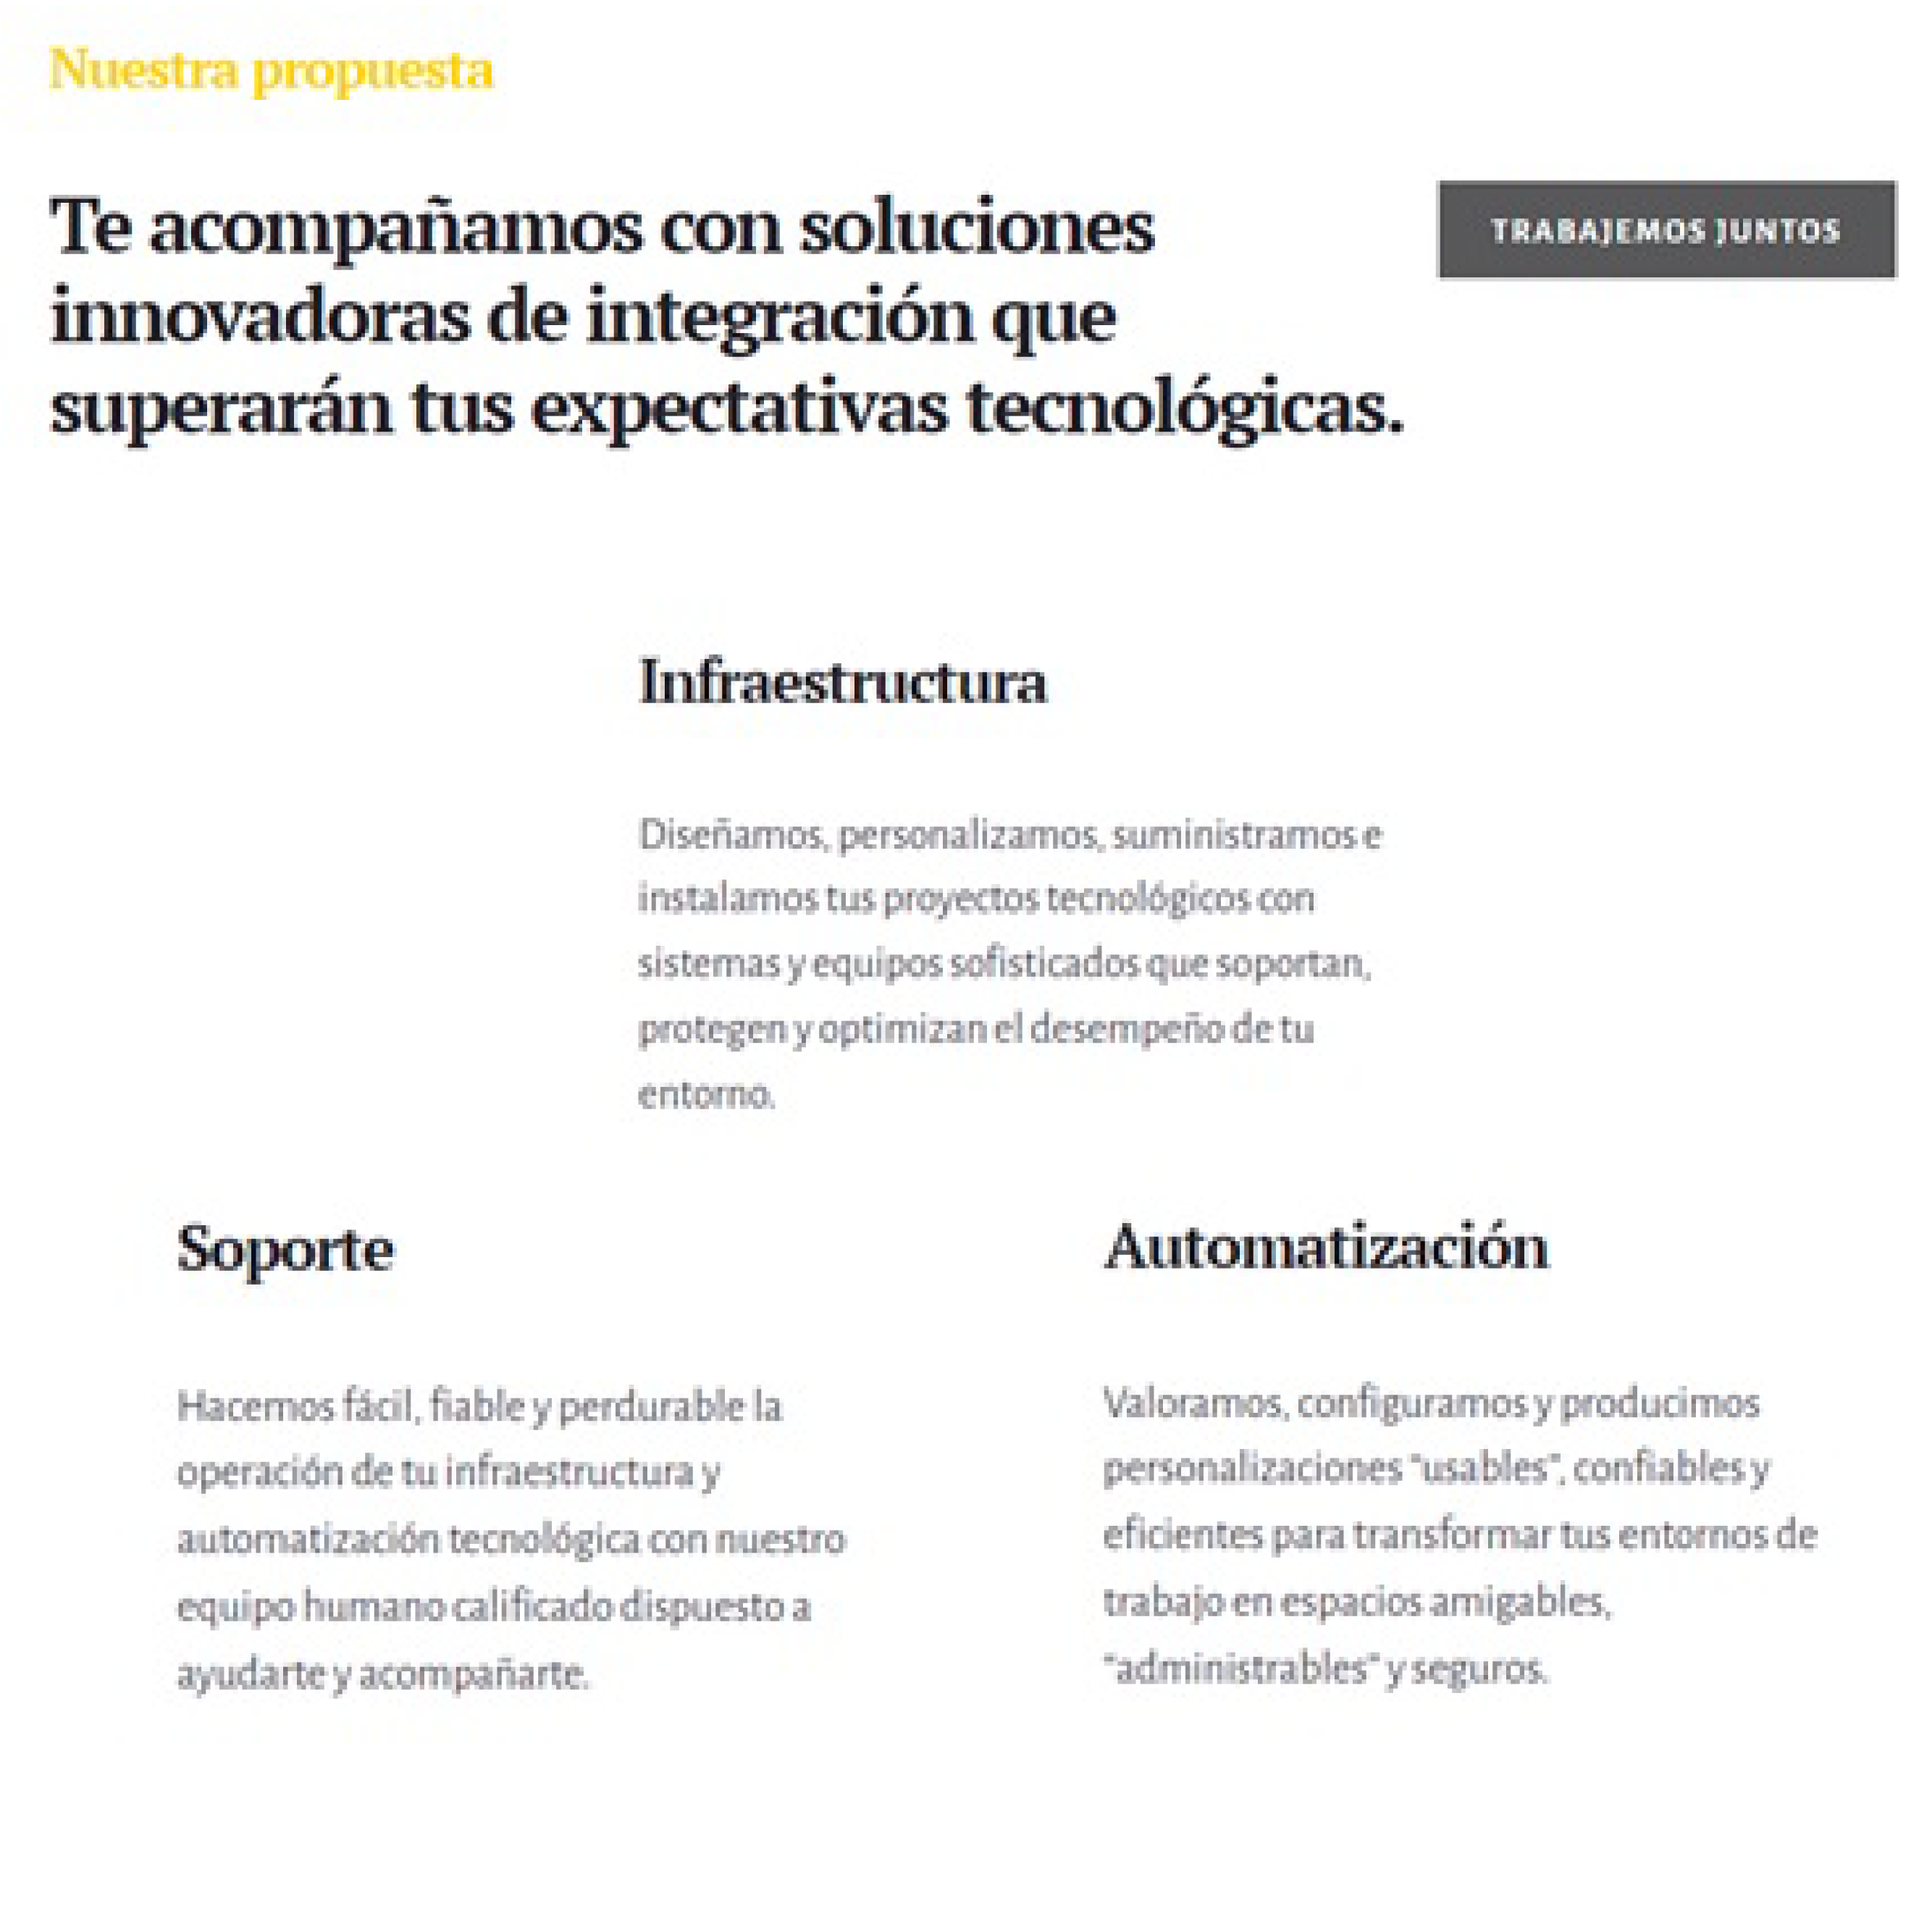 Nuestra propuesta
Te acompañamos con soluciones
innovadoras de integración que
superarán tus expectativas tecnológicas.
TRABAJEMOS JUNTOS
Infraestructura
Diseñamos, personalizamos, suministramos e
instalamos tus proyectos tecnológicos con
sistemas y equipos sofisticados que soportan,
protegen y optimizan el desempeño de tu
entorno.
Soporte
Hacemos fácil, fiable y perdurable la
operación de tu infraestructura y
automatización tecnológica con nuestro
equipo humano calificado dispuesto a
ayudarte y acompañarte.
Automatización
Valoramos, configuramos y producimos
personalizaciones "usables", confiables y
eficientes para transformar tus entornos de
trabajo en espacios amigables,
"administrables" y seguros.